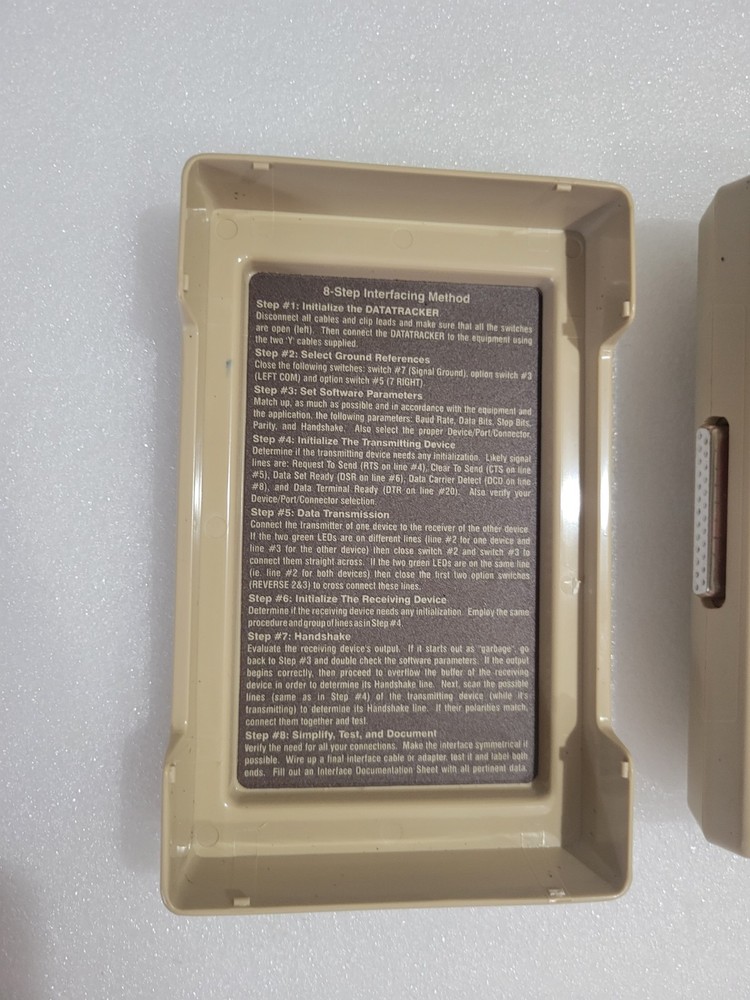 8-Step Interfacing Method
Step #1: Initialize the DATATRACKER
Disconnect all cables and clip leads and make sure that all the switches
are open (left). Then connect the DATATRACKER to the equipment using
the two 'Y' cables supplied.
Step #2: Select Ground References
Close the following switches: switch #7 (Signal Ground), option switch #3
(LEFT COM) and option switch #5 (7 RIGHT).
Step #3: Set Software Parameters
Match up, as much as possible and in accordance with the equipment and
the application, the following parameters: Baud Rate, Data Bits, Stop Bits,
Parity, and Handshake. Also select the proper Device/Port/Connector.
Step #4: Initialize The Transmitting Device
Determine if the transmitting device needs any initialization. Likely signal
lines are: Request To Send (RTS on line #4), Clear To Send (CTS on line
#5), Data Set Ready (DSR on line #6), Data Carrier Detect (DCD on line
#8), and Data Terminal Ready (DTR on line #20). Also verify your
Device/Port/Connector selection.
Step #5: Data Transmission
Connect the transmitter of one device to the receiver of the other device.
If the two green LEDs are on different lines (line #2 for one device and
line #3 for the other device) then close switch #2 and switch #3 to
connect them straight across. If the two green LEDs are on the same line
(ie. line #2 for both devices) then close the first two option switches
(REVERSE 2&3) to cross connect these lines.
Step #6: Initialize The Receiving Device
Determine if the receiving device needs any initialization. Employ the same
procedure and group of lines as in Step #4.
Step #7: Handshake
Evaluate the receiving device's output. If it starts out as "garbage", go
back to Step #3 and double check the software parameters. If the output
begins correctly, then proceed to overflow the buffer of the receiving
device in order to determine its Handshake line. Next, scan the possible
lines (same as in Step #4) of the transmitting device (while it's
transmitting) to determine its Handshake line. If their polarities match,
connect them together and test.
Step #8: Simplify, Test, and Document
Verify the need for all your connections. Make the interface symmetrical if
possible. Wire up a final interface cable or adapter, test it and label both
ends. Fill out an Interface Documentation Sheet with all pertinent data.